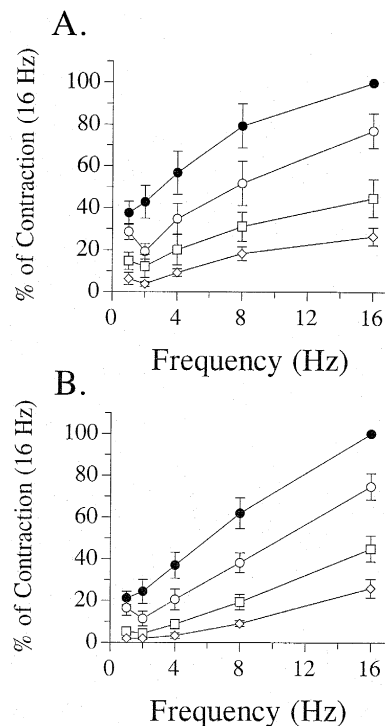 A.
% of Contraction (16 Hz)
100
80
60
40
20
0
0 4 8 12 16
Frequency (Hz)
B.
% of Contraction (16 Hz)
100
80
60
40
20
0
0 4 8 12 16
Frequency (Hz)